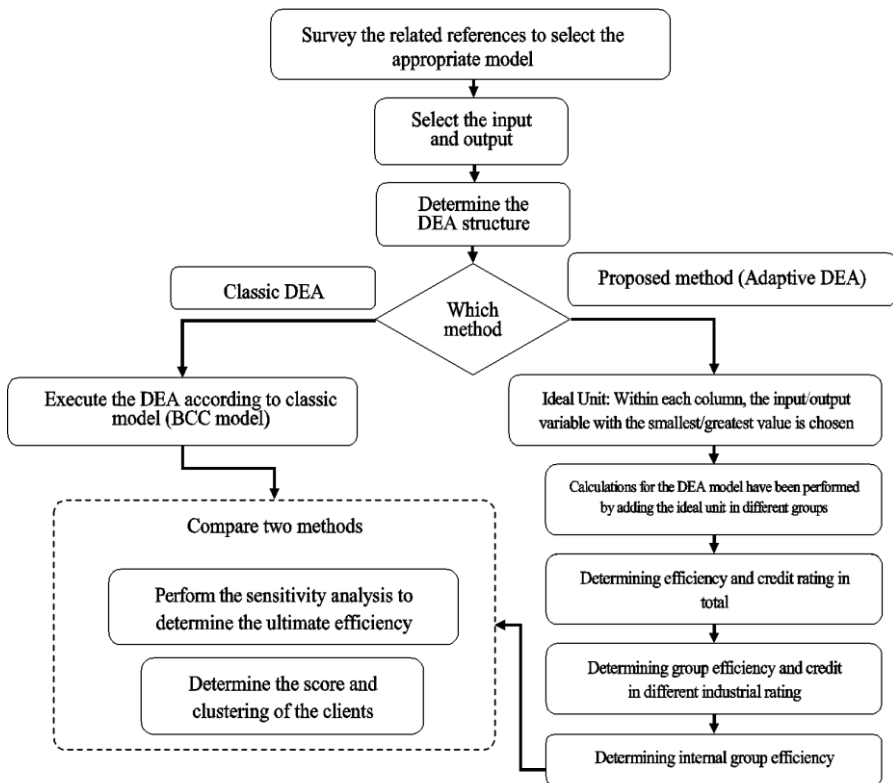 Survey the related references to select the
appropriate model
Select the input
and output
Determine the
DEA structure
Classic DEA
Proposed method (Adaptive DEA)
Which
method
Execute the DEA according to classic
model (BCC model)
Ideal Unit: Within each column, the input/output
variable with the smallest/greatest value is chosen
Calculations for the DEA model have been performed
by adding the ideal unit in different groups
Compare two methods
Perform the sensitivity analysis to
determine the ultimate efficiency
Determine the score and
clustering of the clients
Determining efficiency and credit rating in
total
Determining group efficiency and credit
in different industrial rating
Determining internal group efficiency